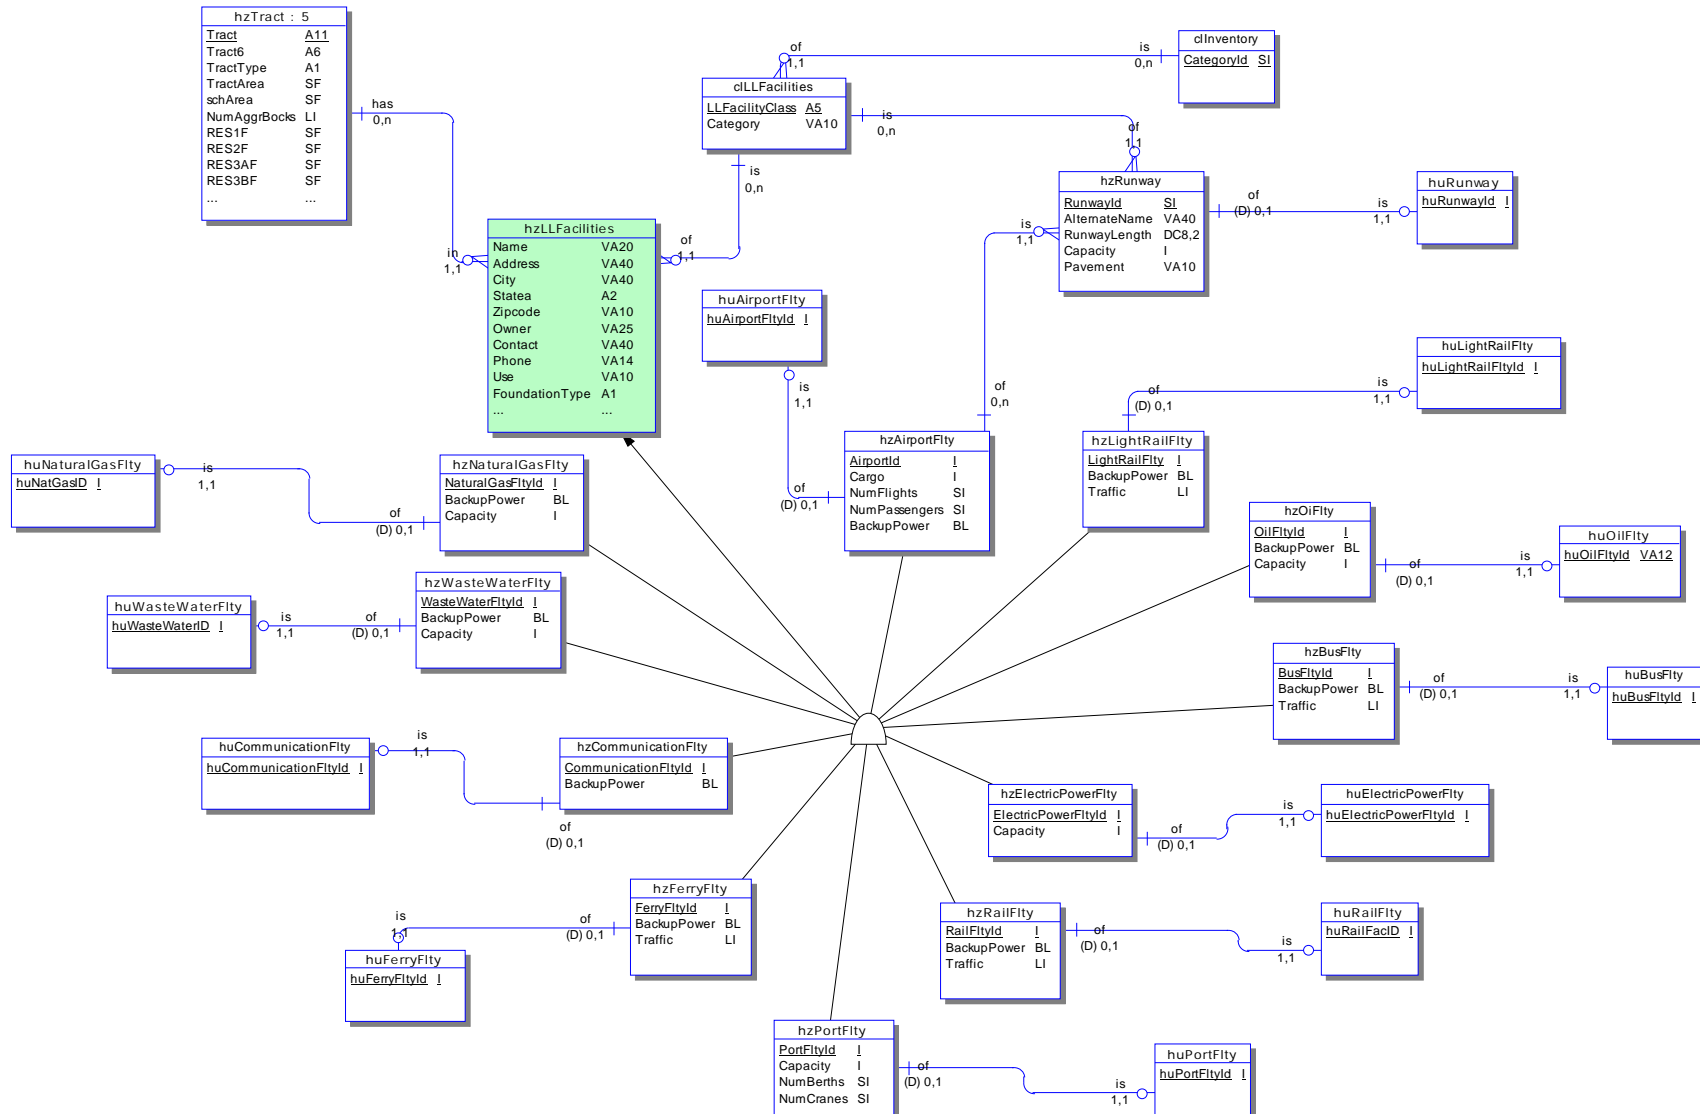 hzTract : 5
Tract A11
Tract6 A6
TractType A1
TractArea SF
schArea SF
NumAggrBocks LI
RES1F SF
RES2F SF
RES3AF SF
RES3BF SF
... ...
has
0,n
in
1,1
of
1,1
is
0,n
clInventory
CategoryId SI
clLLFacilities
LLFacilityClass A5
Category VA10
is
0,n
of
1,1
is
0,n
of
1,1
hzLLFacilities
Name VA20
Address VA40
City VA40
Statea A2
Zipcode VA10
Owner VA25
Contact VA40
Phone VA14
Use VA10
FoundationType A1
... ...
hzRunway
RunwayId SI
AlternateName VA40
RunwayLength DC8,2
Capacity I
Pavement VA10
of
(D) 0,1
is
1,1
huRunway
huRunwayId I
is
1,1
of
0,n
huAirportFlty
huAirportFltyId I
is
1,1
of
(D) 0,1
hzAirportFlty
AirportId I
Cargo I
NumFlights SI
NumPassengers SI
BackupPower BL
huLightRailFlty
huLightRailFltyId I
of
(D) 0,1
is
1,1
hzLightRailFlty
LightRailFlty I
BackupPower BL
Traffic LI
huNaturalGasFlty
huNatGasID I
is
1,1
of
(D) 0,1
hzNaturalGasFlty
NaturalGasFltyId I
BackupPower BL
Capacity I
hzOiFlty
OilFltyId I
BackupPower BL
Capacity I
of
(D) 0,1
is
1,1
huOilFlty
huOilFltyId VA12
huWasteWaterFlty
huWasteWaterID I
is
1,1
of
(D) 0,1
hzWasteWaterFlty
WasteWaterFltyId I
BackupPower BL
Capacity I
hzBusFlty
BusFltyId I
BackupPower BL
Traffic LI
of
(D) 0,1
is
1,1
huBusFlty
huBusFltyId I
huCommunicationFlty
huCommunicationFltyId I
is
1,1
of
(D) 0,1
hzCommunicationFlty
CommunicationFltyId I
BackupPower BL
hzElectricPowerFlty
ElectricPowerFltyId I
Capacity I
of
(D) 0,1
is
1,1
huElectricPowerFlty
huElectricPowerFltyId I
hzFerryFlty
FerryFltyId I
BackupPower BL
Traffic LI
is
1,1
of
(D) 0,1
huFerryFlty
huFerryFltyId I
hzRailFlty
RailFltyId I
BackupPower BL
Traffic LI
of
(D) 0,1
is
1,1
huRailFlty
huRailFacID I
hzPortFlty
PortFltyId I
Capacity I
NumBerths SI
NumCranes SI
of
(D) 0,1
is
1,1
huPortFlty
huPortFltyId I